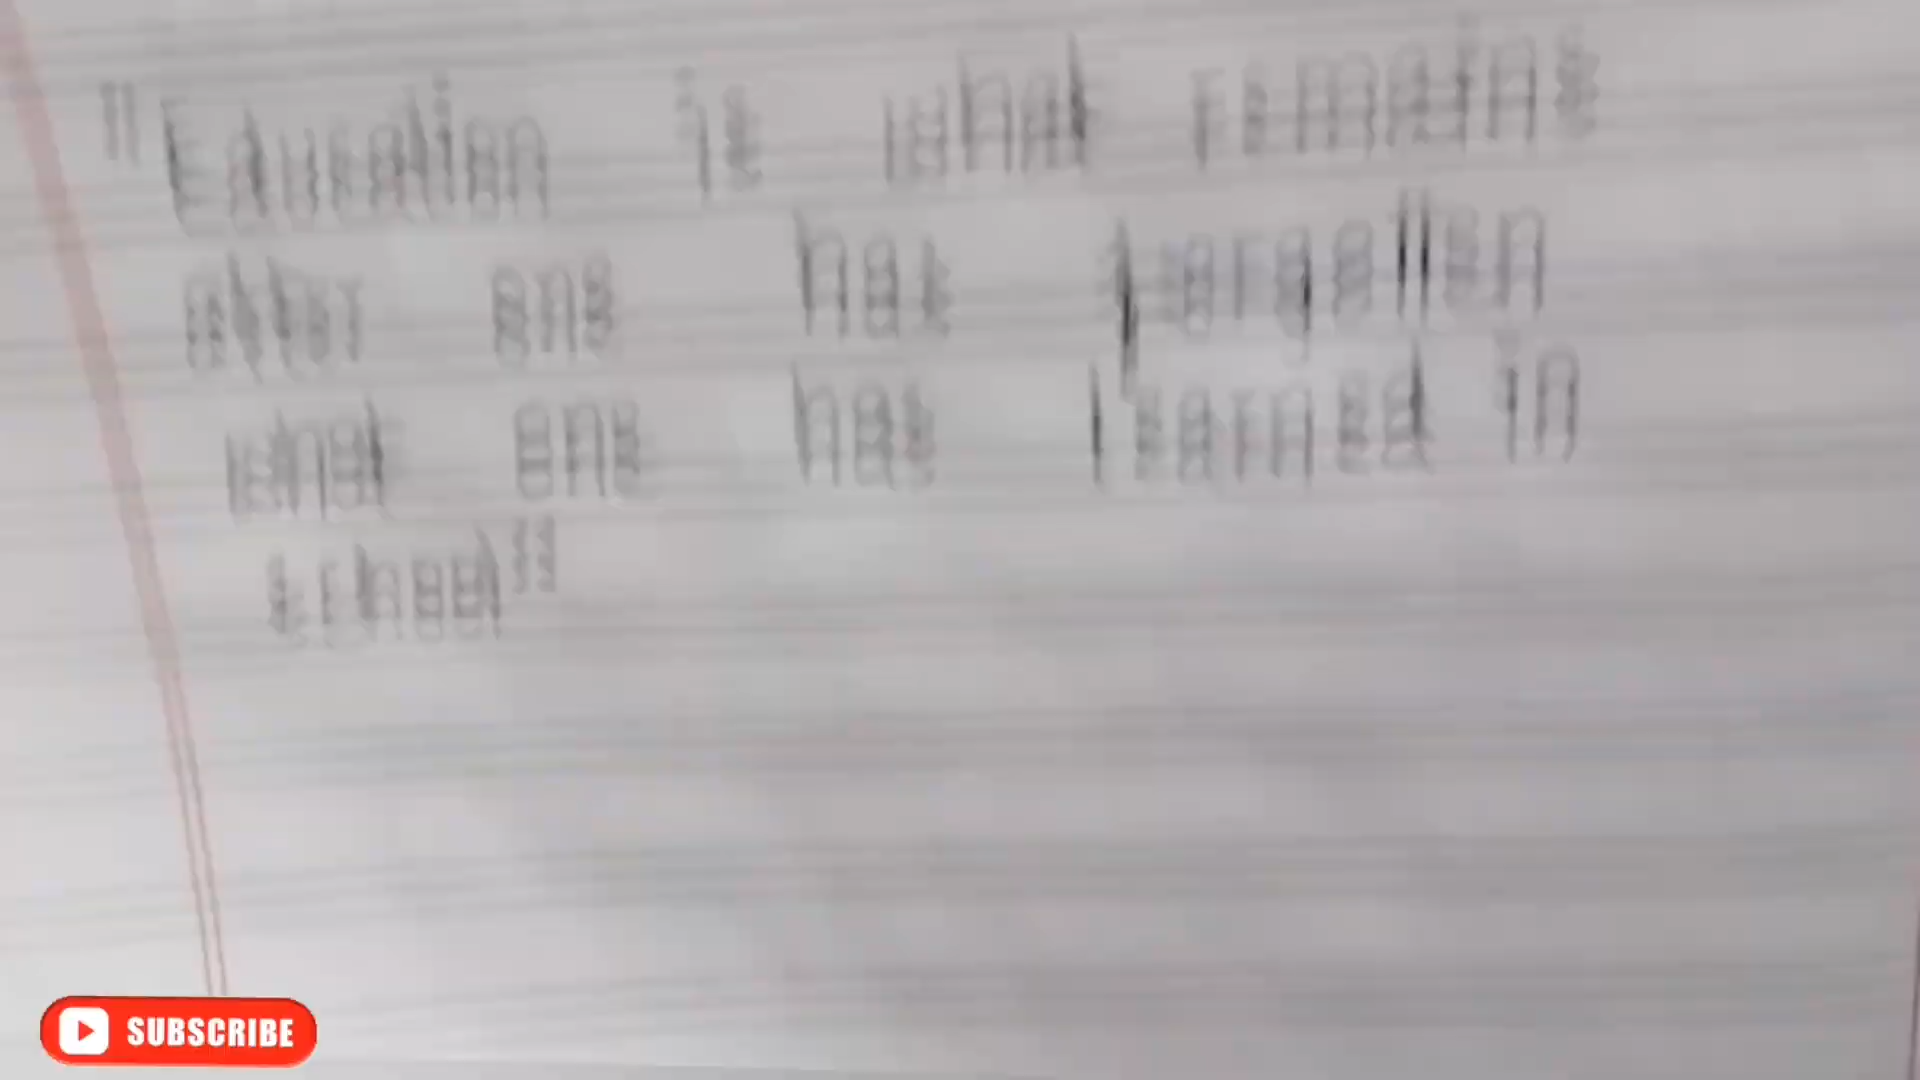 "Education is what remains
after one has forgotten
what one has learned in
school"
SUBSCRIBE